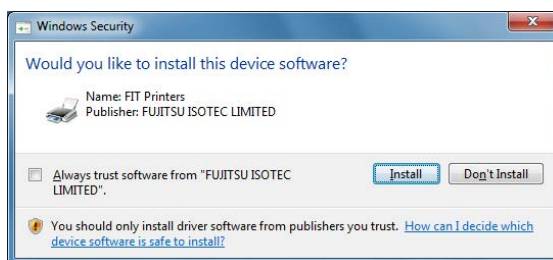 Windows Security
Would you like to install this device software?
Name: FIT Printers
Publisher: FUJITSU ISOTEC LIMITED
Always trust software from "FUJITSU ISOTEC
LIMITED".
Install
Don't Install
You should only install driver software from publishers you trust. How can I decide which
device software is safe to install?